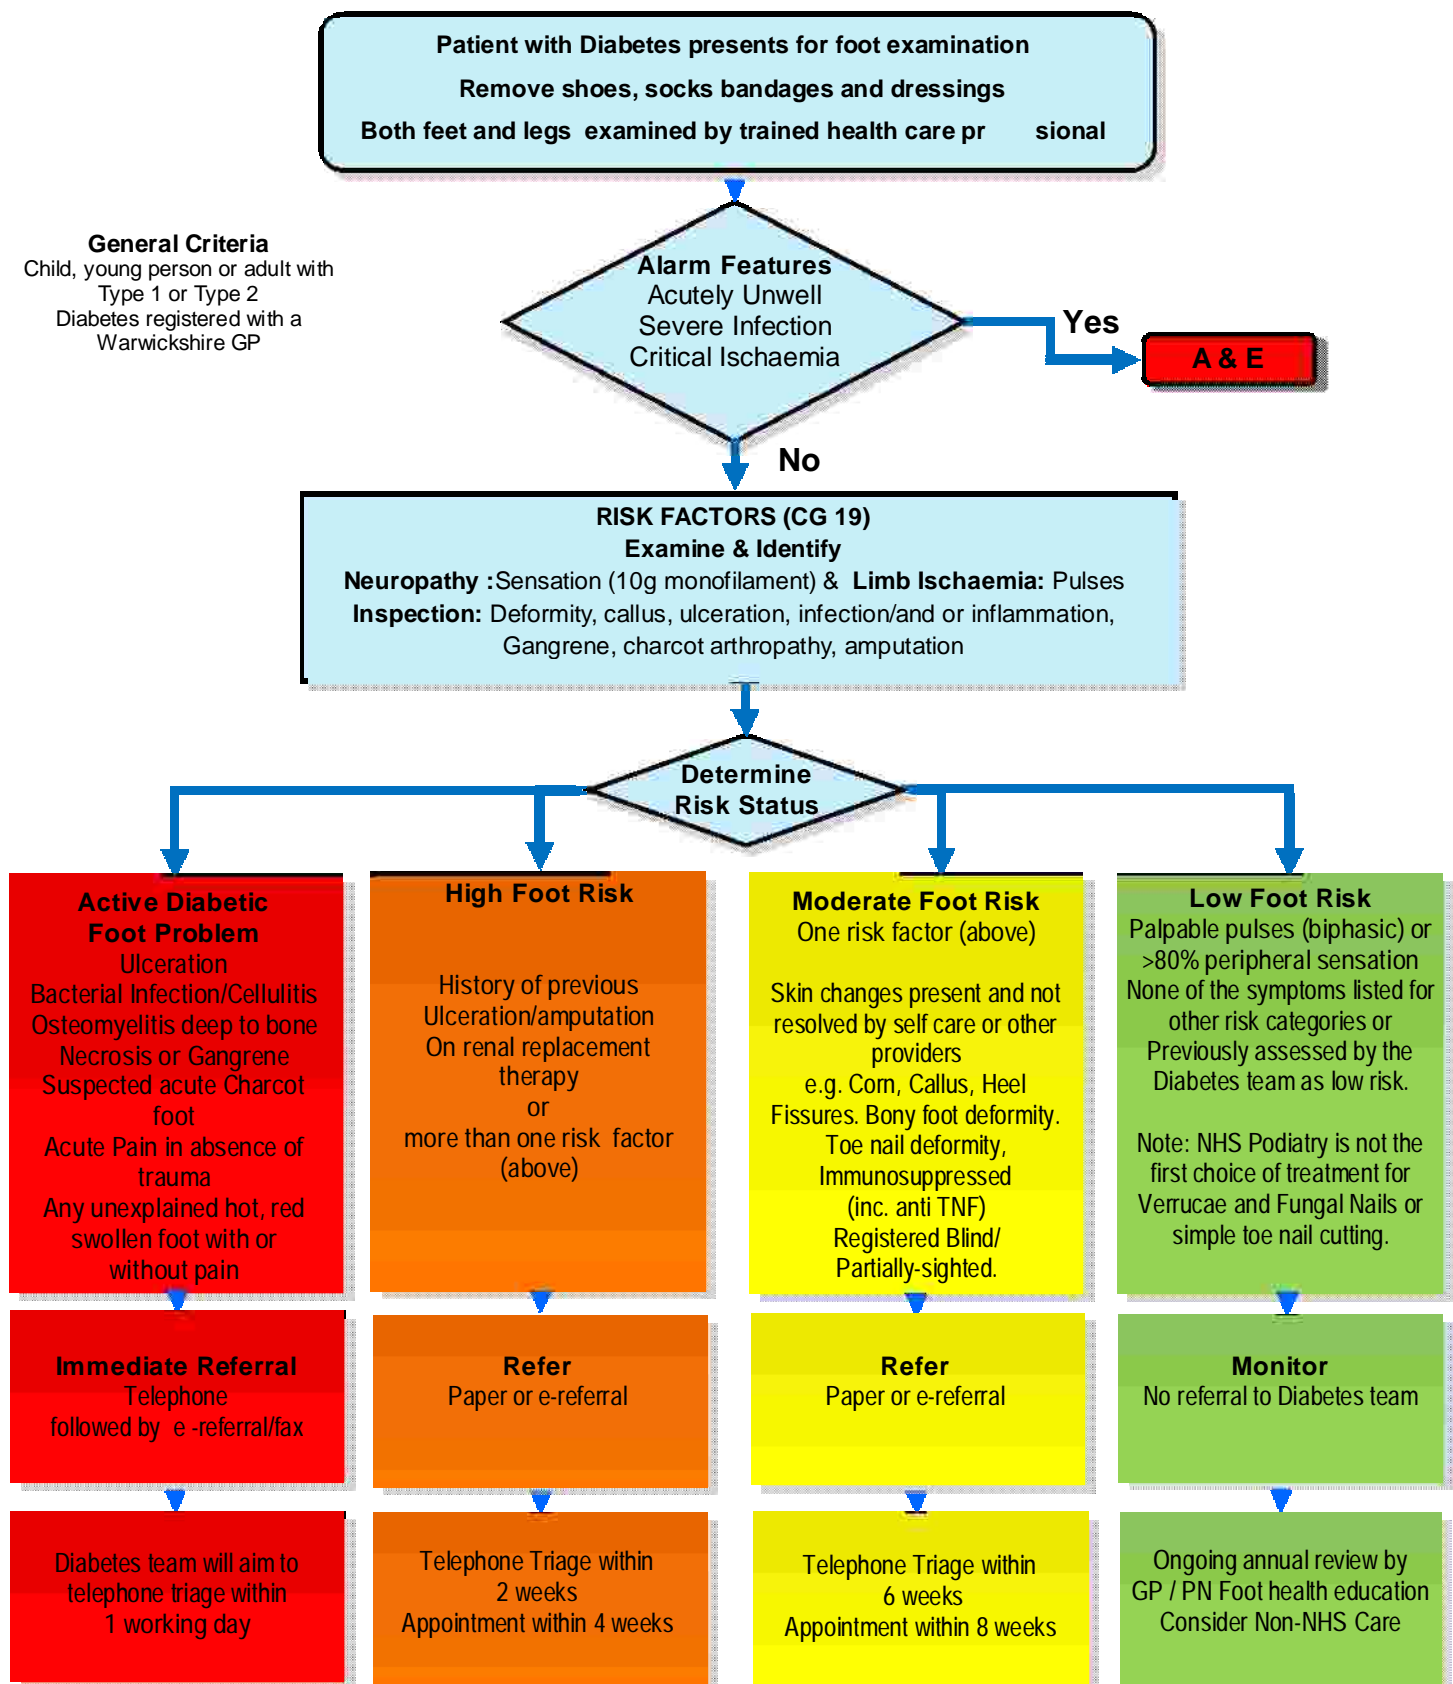 Patient with Diabetes presents for foot examination
Remove shoes, socks bandages and dressings
Both feet and legs examined by trained health care pr sional
General Criteria
Child, young person or adult with
Type 1 or Type 2
Diabetes registered with a
Warwickshire GP
Alarm Features
Acutely Unwell
Severe Infection
Critical Ischaemia
Yes
A & E
No
RISK FACTORS (CG 19)
Examine & Identify
Neuropathy :Sensation (10g monofilament) & Limb Ischaemia: Pulses
Inspection: Deformity, callus, ulceration, infection/and or inflammation,
Gangrene, charcot arthropathy, amputation
Determine
Risk Status
Active Diabetic
Foot Problem
Ulceration
Bacterial Infection/Cellulitis
Osteomyelitis deep to bone
Necrosis or Gangrene
Suspected acute Charcot
foot
Acute Pain in absence of
trauma
Any unexplained hot, red
swollen foot with or
without pain
Immediate Referral
Telephone
followed by e -referral/fax
Diabetes team will aim to
telephone triage within
1 working day
High Foot Risk
History of previous
Ulceration/amputation
On renal replacement
therapy
or
more than one risk factor
(above)
Refer
Paper or e-referral
Telephone Triage within
2 weeks
Appointment within 4 weeks
Moderate Foot Risk
One risk factor (above)
Skin changes present and not
resolved by self care or other
providers
e.g. Corn, Callus, Heel
Fissures. Bony foot deformity.
Toe nail deformity,
Immunosuppressed
(inc. anti TNF)
Registered Blind/
Partially-sighted.
Refer
Paper or e-referral
Telephone Triage within
6 weeks
Appointment within 8 weeks
Low Foot Risk
Palpable pulses (biphasic) or
>80% peripheral sensation
None of the symptoms listed for
other risk categories or
Previously assessed by the
Diabetes team as low risk.
Note: NHS Podiatry is not the
first choice of treatment for
Verrucae and Fungal Nails or
simple toe nail cutting.
Monitor
No referral to Diabetes team
Ongoing annual review by
GP / PN Foot health education
Consider Non-NHS Care